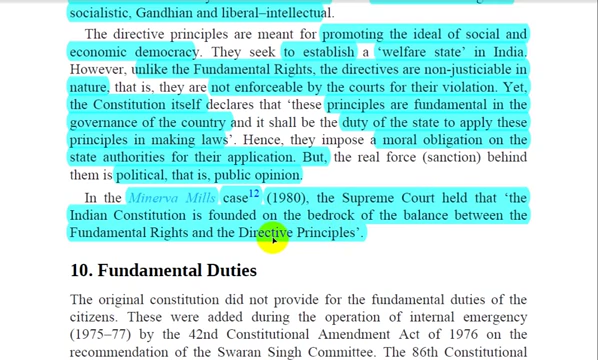 socialistic, Gandhian and liberal–intellectual.
The directive principles are meant for promoting the ideal of social and
economic democracy. They seek to establish a 'welfare state' in India.
However, unlike the Fundamental Rights, the directives are non-justiciable in
nature, that is, they are not enforceable by the courts for their violation. Yet,
the Constitution itself declares that 'these principles are fundamental in the
governance of the country and it shall be the duty of the state to apply these
principles in making laws'. Hence, they impose a moral obligation on the
state authorities for their application. But, the real force (sanction) behind
them is political, that is, public opinion.
In the Minerva Mills case12 (1980), the Supreme Court held that 'the
Indian Constitution is founded on the bedrock of the balance between the
Fundamental Rights and the Directive Principles'.
10. Fundamental Duties
The original constitution did not provide for the fundamental duties of the
citizens. These were added during the operation of internal emergency
(1975–77) by the 42nd Constitutional Amendment Act of 1976 on the
recommendation of the Swaran Singh Committee. The 86th Constitutional